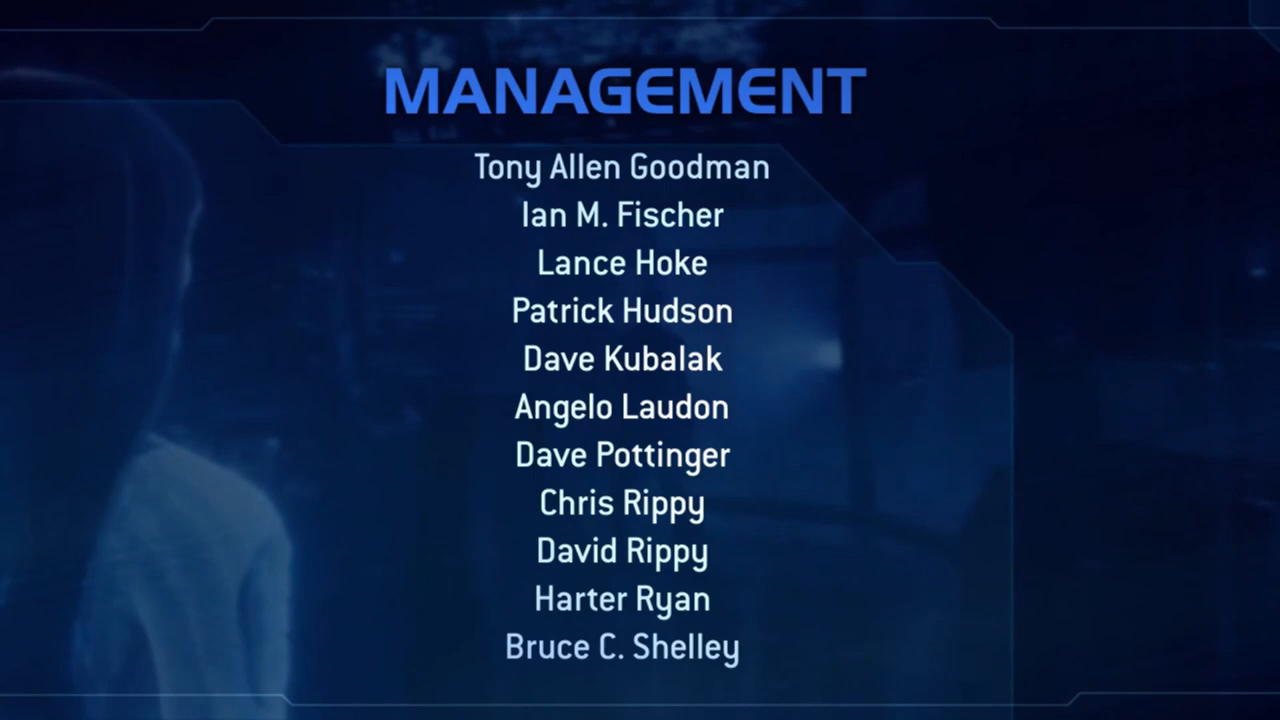 MANAGEMENT
Tony Allen Goodman
Ian M. Fischer
Lance Hoke
Patrick Hudson
Dave Kubalak
Angelo Laudon
Dave Pottinger
Chris Rippy
David Rippy
Harter Ryan
Bruce C. Shelley